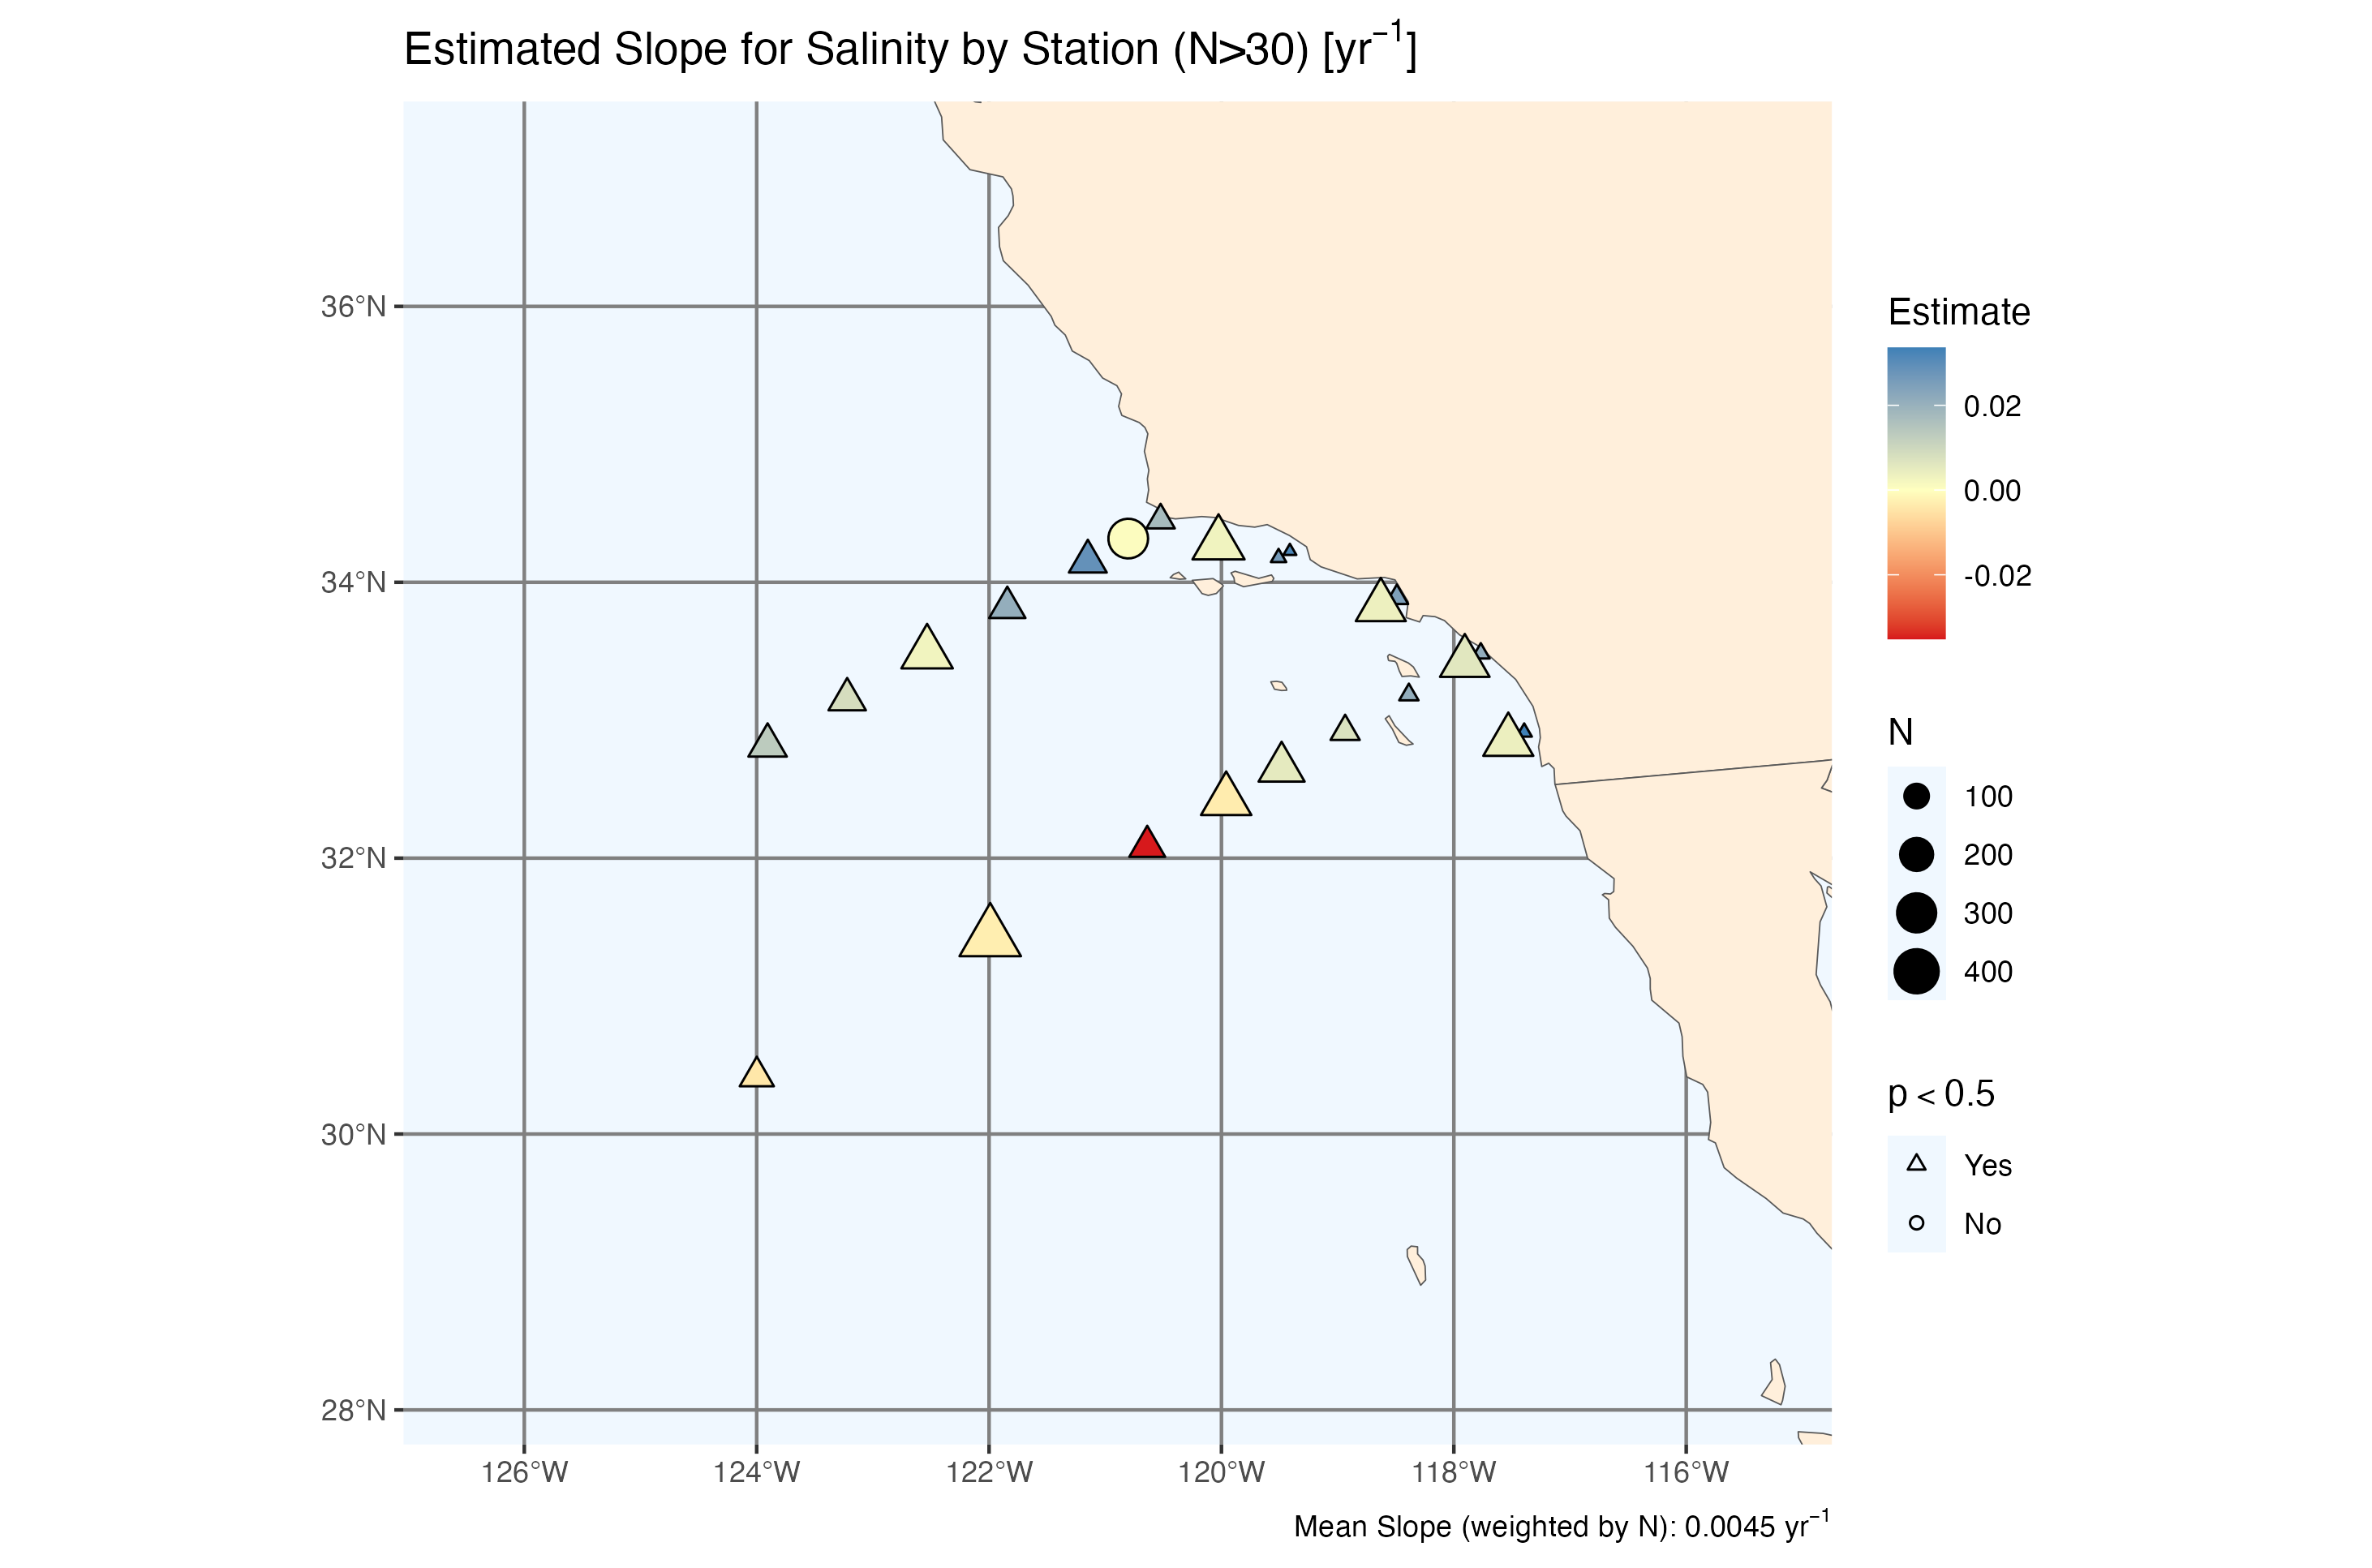 Estimated Slope for Salinity by Station (N>30) [yr⁻¹]
36°N
34°N
32°N
30°N
28°N
126°W 124°W 122°W 120°W 118°W 116°W
Mean Slope (weighted by N): 0.0045 yr⁻¹
Estimate
0.02
0.00
-0.02
N
100
200
300
400
p < 0.5
Yes
No